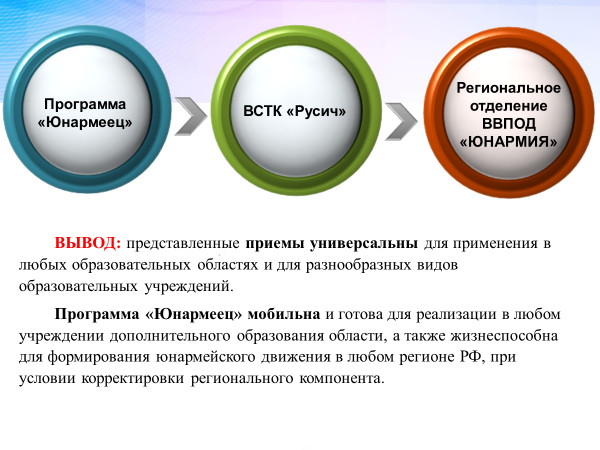 Программа
«Юнармеец»
ВСТК «Русич»
Региональное
отделение
ВВПОД
«ЮНАРМИЯ»
ВЫВОД: представленные приемы универсальны для применения в
любых образовательных областях и для разнообразных видов
образовательных учреждений.
Программа «Юнармеец» мобильна и готова для реализации в любом
учреждении дополнительного образования области, а также жизнеспособна
для формирования юнармейского движения в любом регионе РФ, при
условии корректировки регионального компонента.